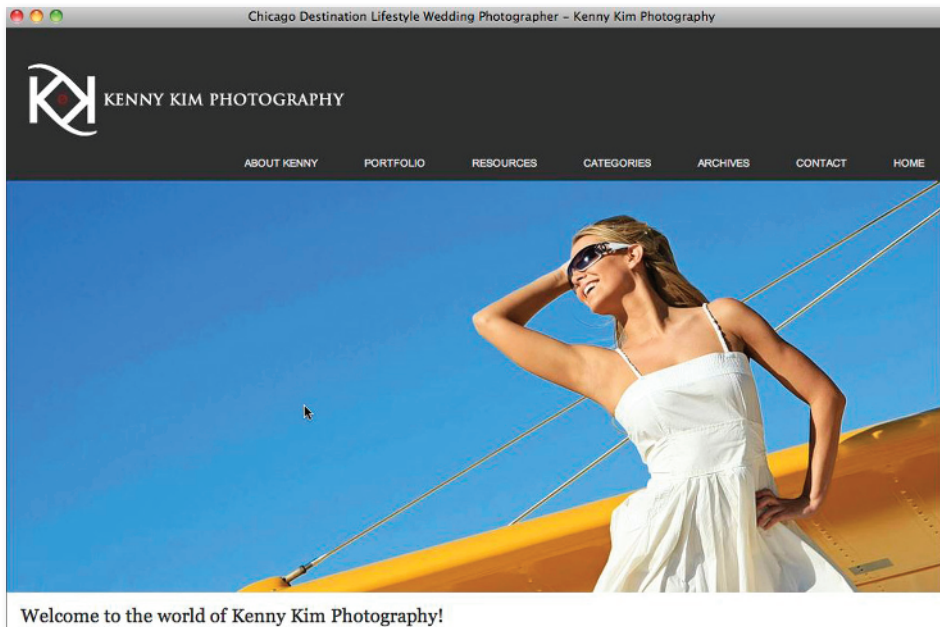 Chicago Destination Lifestyle Wedding Photographer – Kenny Kim Photography
KENNY KIM PHOTOGRAPHY
ABOUT KENNY PORTFOLIO RESOURCES CATEGORIES ARCHIVES CONTACT HOME
Welcome to the world of Kenny Kim Photography!